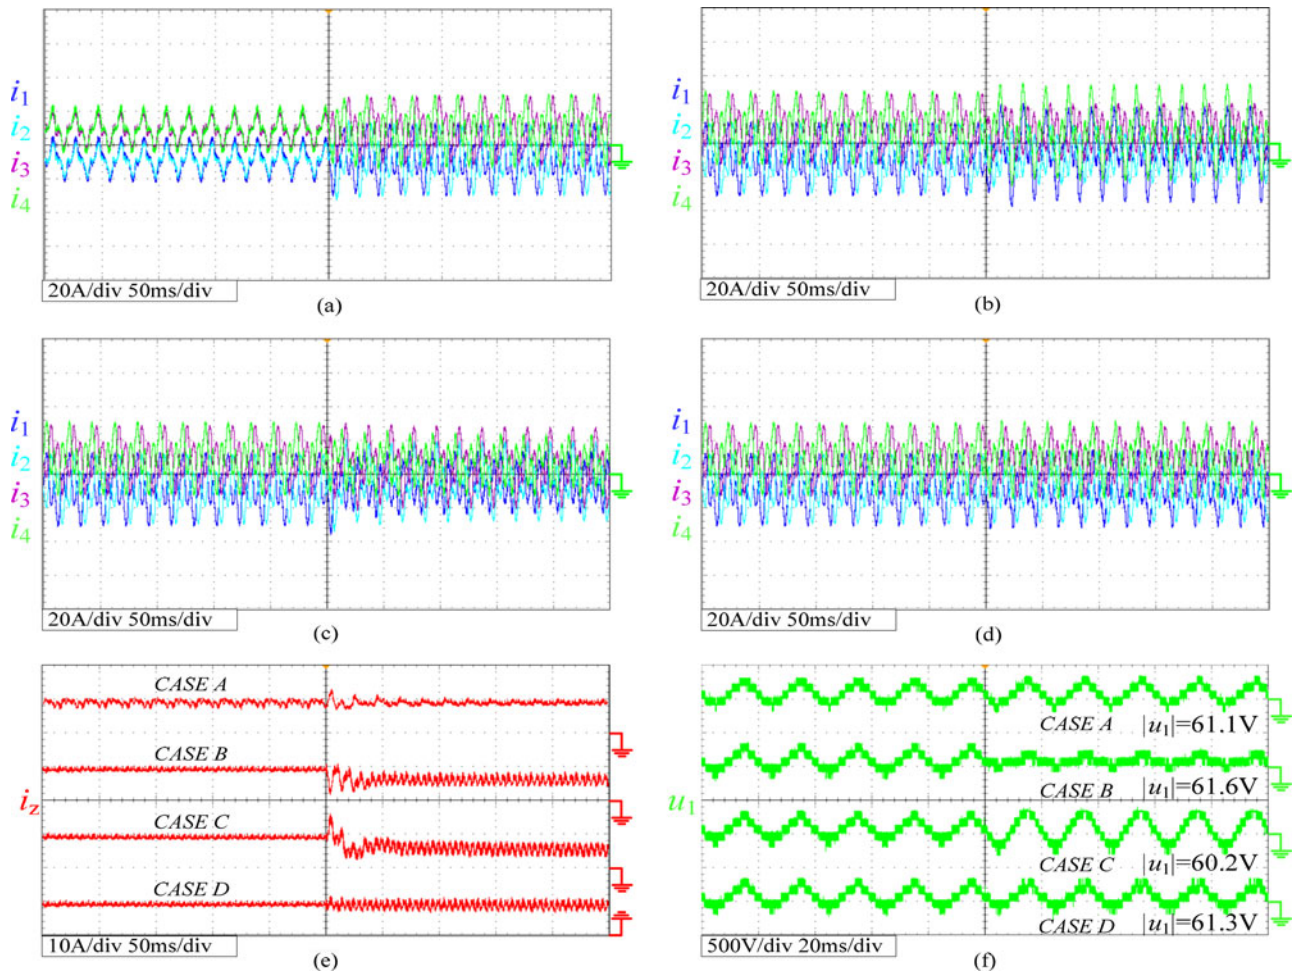 i1
i2
i3
i4
20A/div 50ms/div
(a)
i1
i2
i3
i4
20A/div 50ms/div
(b)
i1
i2
i3
i4
20A/div 50ms/div
(c)
i1
i2
i3
i4
20A/div 50ms/div
(d)
iz
CASE A
CASE B
CASE C
CASE D
10A/div 50ms/div
(e)
u1
CASE A |u1|=61.1V
CASE B |u1|=61.6V
CASE C |u1|=60.2V
CASE D |u1|=61.3V
500V/div 20ms/div
(f)